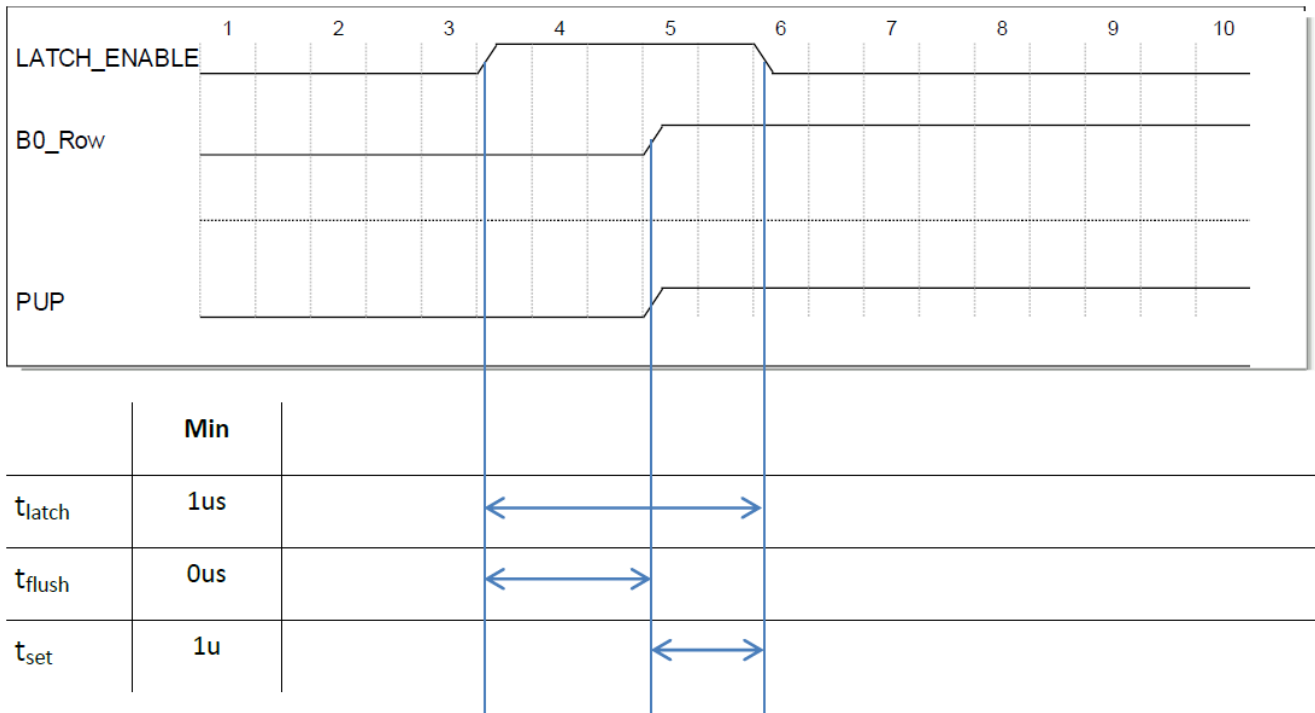 1 2 3 4 5 6 7 8 9 10
LATCH_ENABLE
B0_Row
PUP
Min
tlatch 1us
tflush 0us
tset 1u